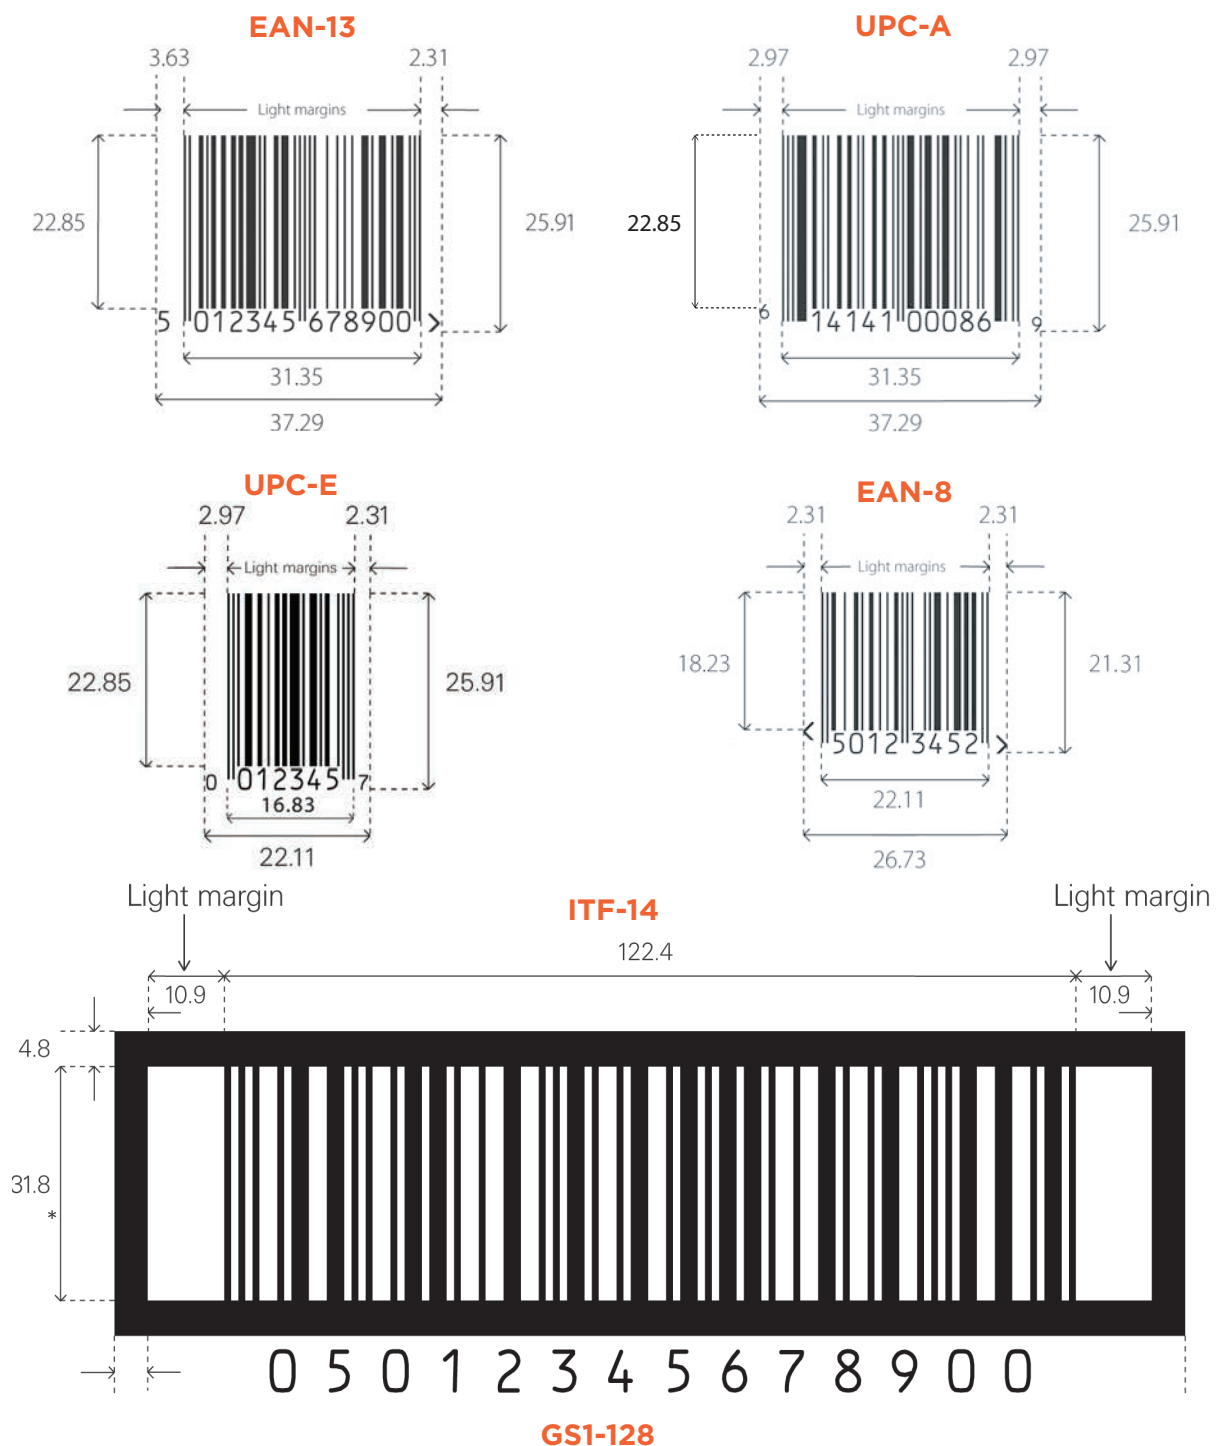 EAN-13
3.63
2.31
Light margins
22.85
25.91
5 012345 678900 >
31.35
37.29
UPC-A
2.97
2.97
Light margins
22.85
25.91
6 14141 00086 9
31.35
37.29
UPC-E
2.97
2.31
Light margins
22.85
25.91
0 012345 7
16.83
22.11
EAN-8
2.31
2.31
Light margins
18.23
21.31
< 5012 3452 >
22.11
26.73
Light margin
ITF-14
Light margin
122.4
10.9
10.9
4.8
31.8
*
0 5 0 1 2 3 4 5 6 7 8 9 0 0
GS1-128